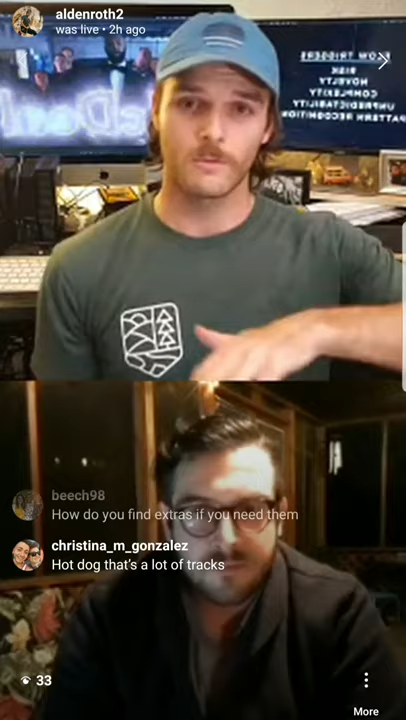 aldenroth2
was live • 2h ago
FLOW TRIGGERS
RISK
NOVELTY
COMPLEXITY
UNPREDICTABILITY
PATTERN RECOGNITION
beech98
How do you find extras if you need them
christina_m_gonzalez
Hot dog that's a lot of tracks
33
More